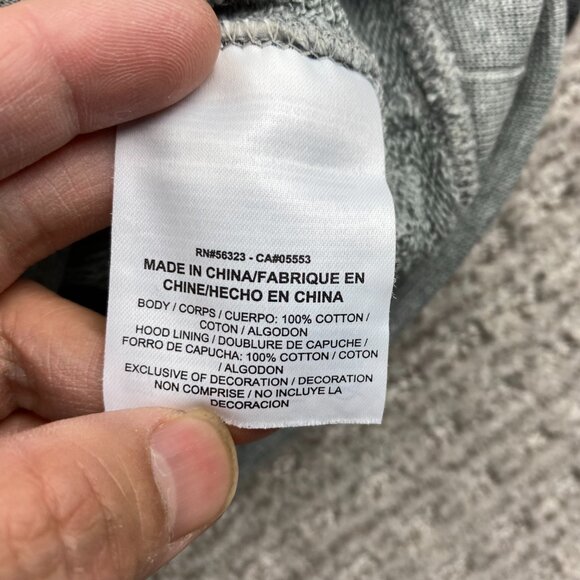 RN#56323 - CA#05553
MADE IN CHINA/FABRIQUE EN
CHINE/HECHO EN CHINA
BODY / CORPS / CUERPO: 100% COTTON /
COTON / ALGODON
HOOD LINING / DOUBLURE DE CAPUCHE /
FORRO DE CAPUCHA: 100% COTTON / COTON
/ ALGODON
EXCLUSIVE OF DECORATION / DECORATION
NON COMPRISE / NO INCLUYE LA
DECORACION